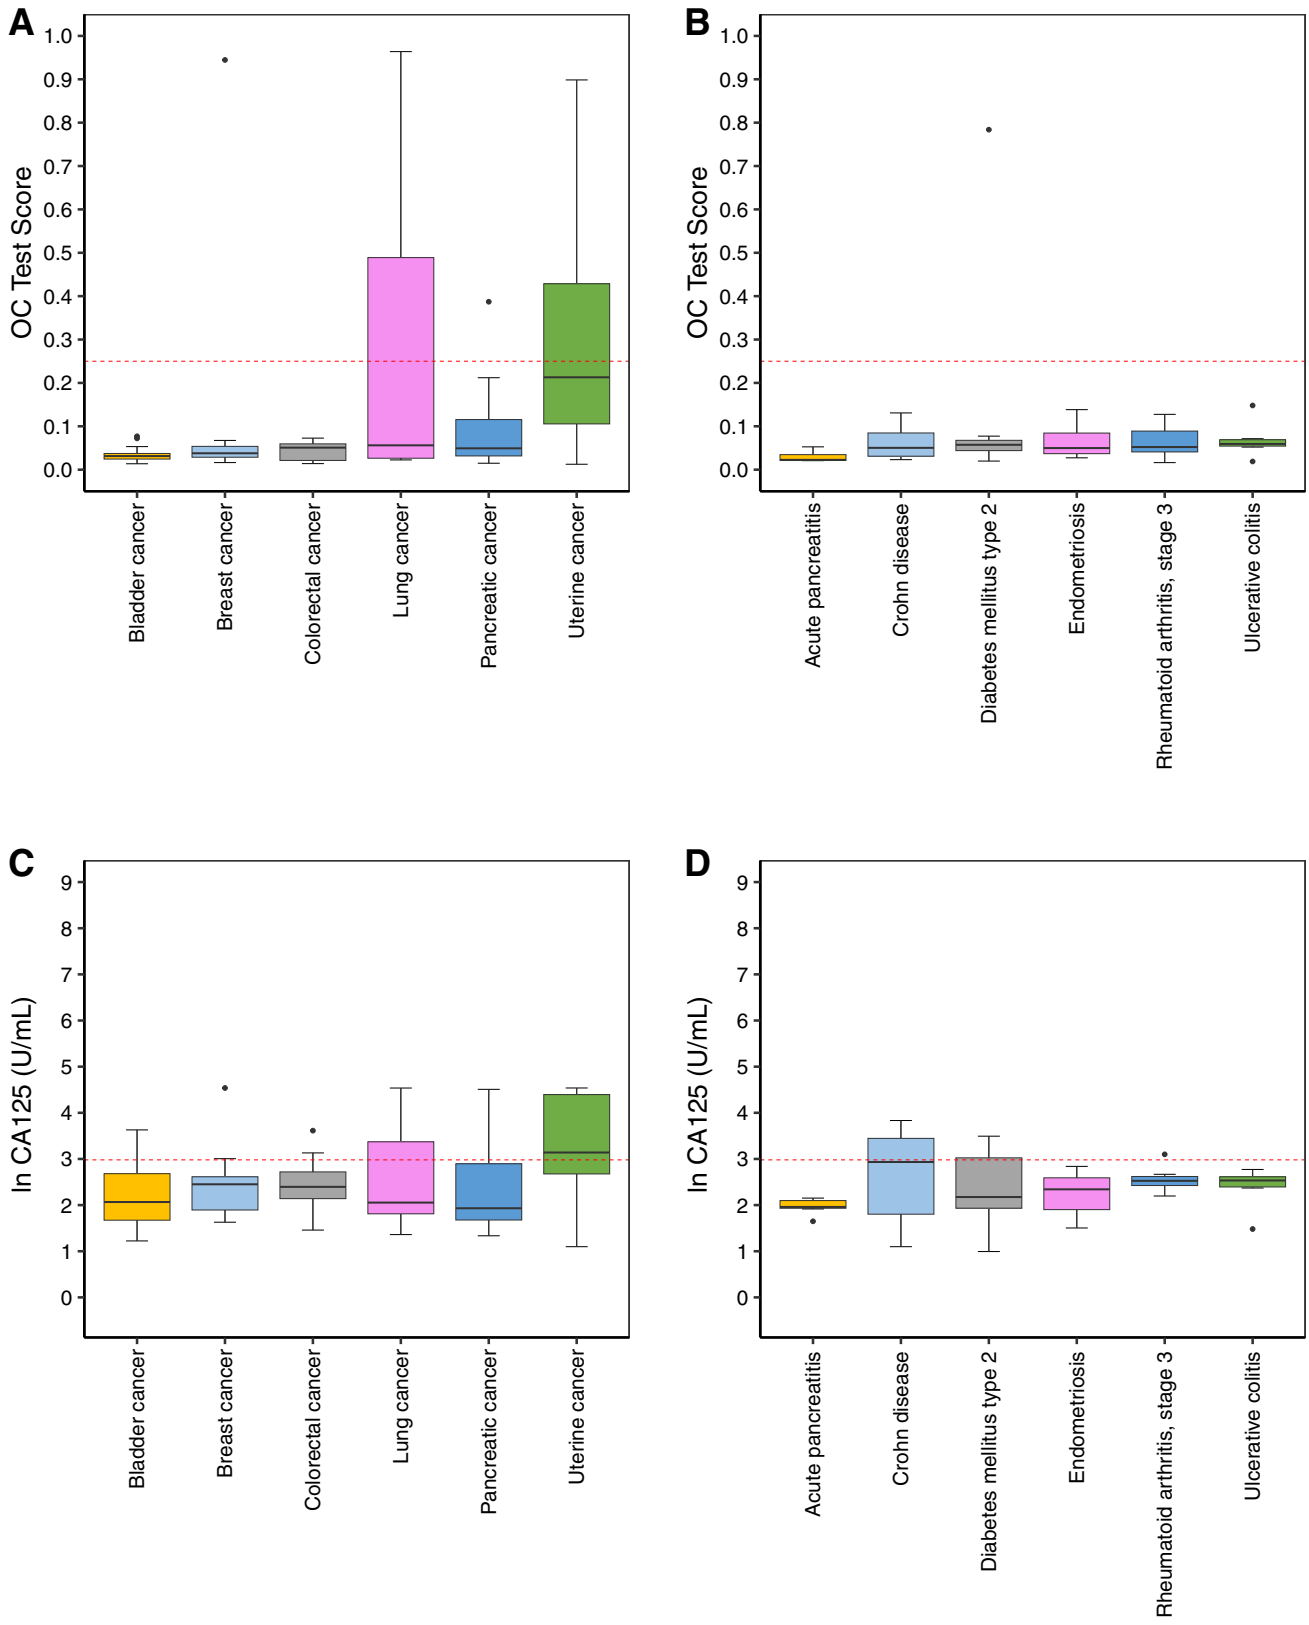 A
OC Test Score
1.0
0.9
0.8
0.7
0.6
0.5
0.4
0.3
0.2
0.1
0.0
Bladder cancer
Breast cancer
Colorectal cancer
Lung cancer
Pancreatic cancer
Uterine cancer
B
OC Test Score
1.0
0.9
0.8
0.7
0.6
0.5
0.4
0.3
0.2
0.1
0.0
Acute pancreatitis
Crohn disease
Diabetes mellitus type 2
Endometriosis
Rheumatoid arthritis, stage 3
Ulcerative colitis
C
ln CA125 (U/mL)
9
8
7
6
5
4
3
2
1
0
Bladder cancer
Breast cancer
Colorectal cancer
Lung cancer
Pancreatic cancer
Uterine cancer
D
ln CA125 (U/mL)
9
8
7
6
5
4
3
2
1
0
Acute pancreatitis
Crohn disease
Diabetes mellitus type 2
Endometriosis
Rheumatoid arthritis, stage 3
Ulcerative colitis